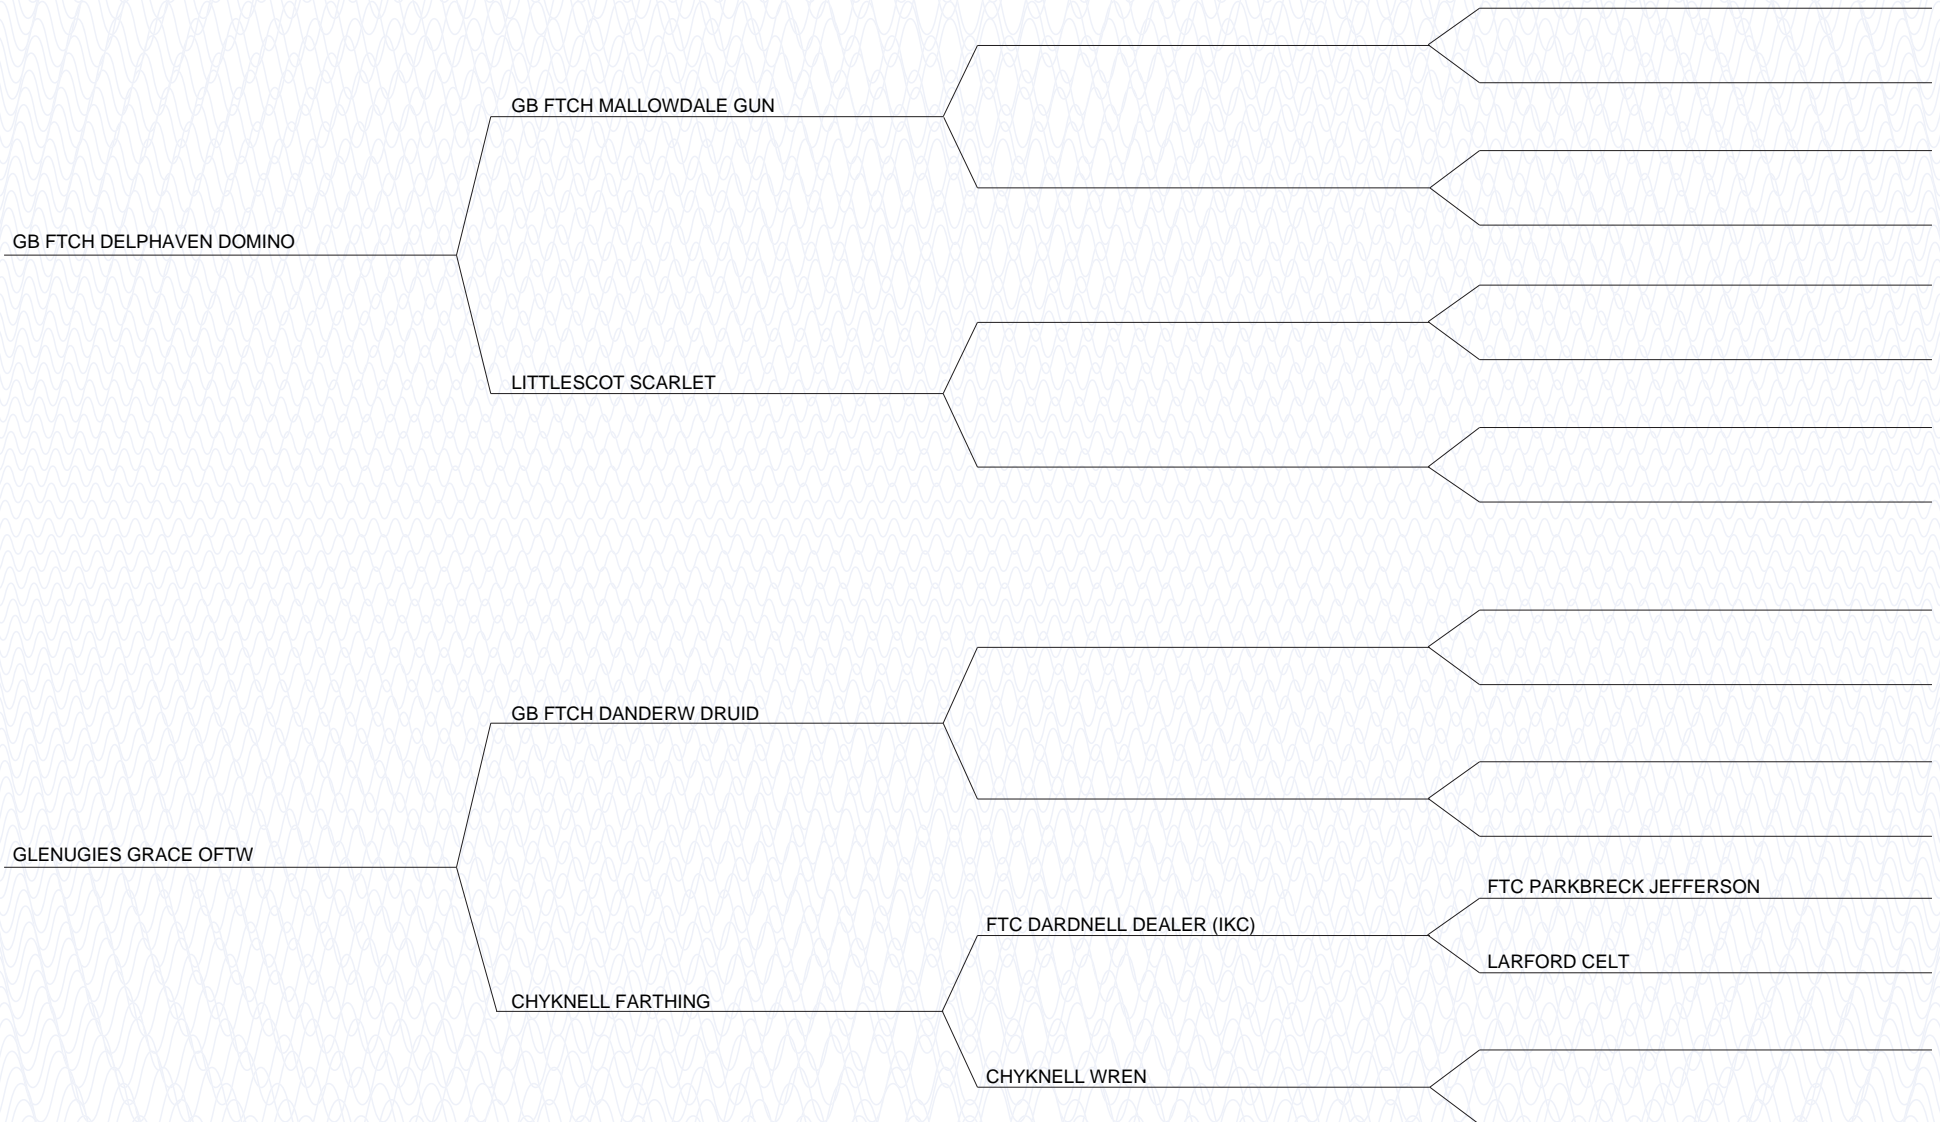 GB FTCH MALLOWDALE GUN
GB FTCH DELPHAVEN DOMINO
LITTLESCOT SCARLET
GB FTCH DANDERW DRUID
GLENUGIES GRACE OFTW
FTC PARKBRECK JEFFERSON
FTC DARDNELL DEALER (IKC)
LARFORD CELT
CHYKNELL FARTHING
CHYKNELL WREN